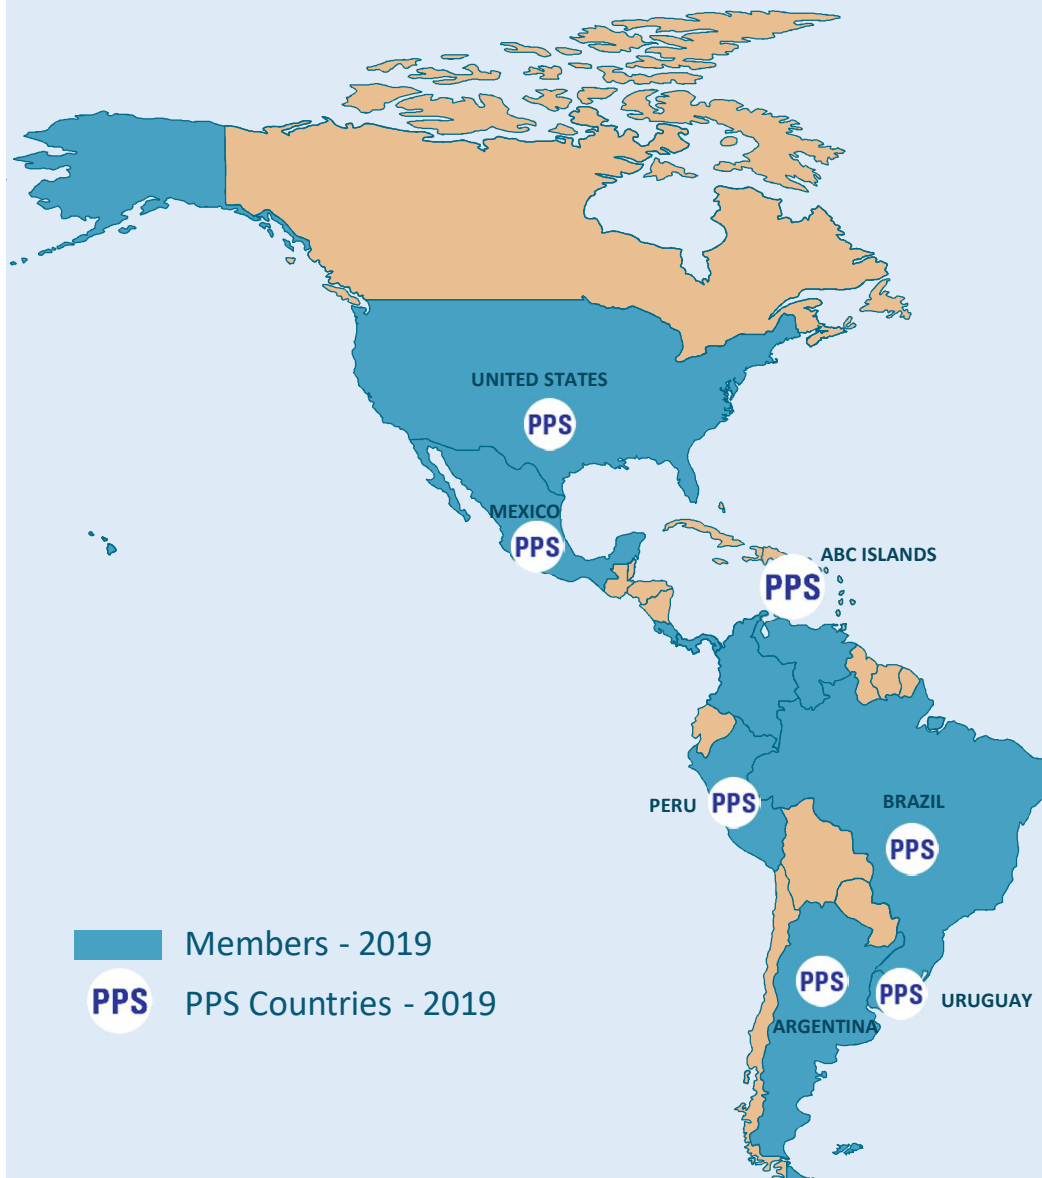 UNITED STATES
PPS
MEXICO
PPS
ABC ISLANDS
PPS
PERU
PPS
BRAZIL
PPS
Members - 2019
PPS
PPS Countries - 2019
PPS
ARGENTINA
PPS
URUGUAY